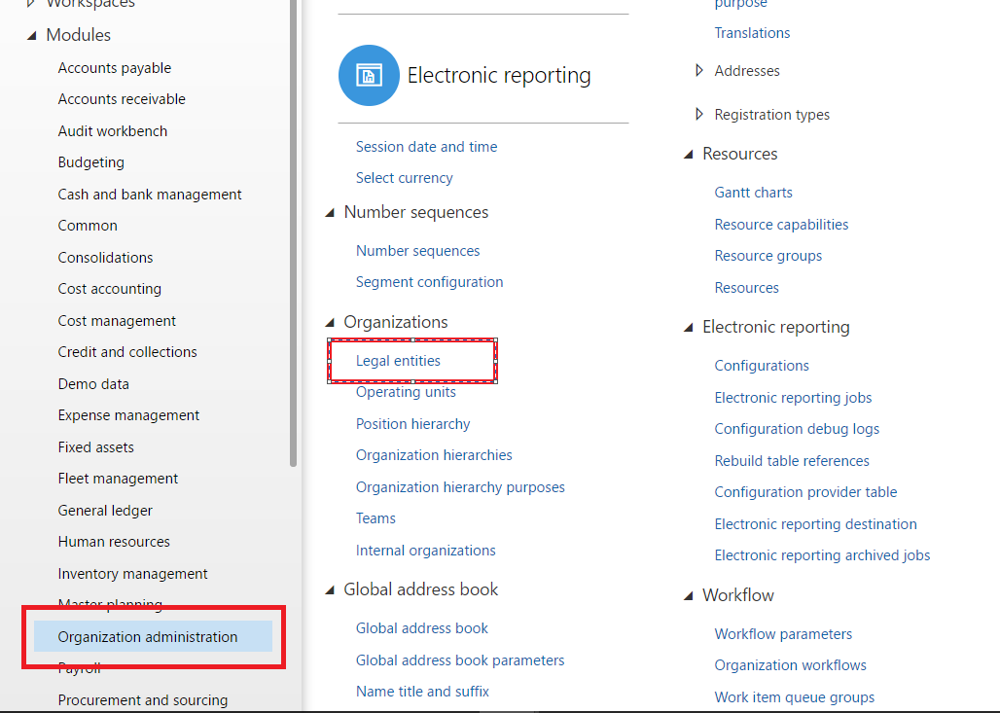 Workspaces
Modules
Accounts payable
Accounts receivable
Audit workbench
Budgeting
Cash and bank management
Common
Consolidations
Cost accounting
Cost management
Credit and collections
Demo data
Expense management
Fixed assets
Fleet management
General ledger
Human resources
Inventory management
Master planning
Organization administration
Payroll
Procurement and sourcing
Electronic reporting
Session date and time
Select currency
Number sequences
Number sequences
Segment configuration
Organizations
Legal entities
Operating units
Position hierarchy
Organization hierarchies
Organization hierarchy purposes
Teams
Internal organizations
Global address book
Global address book
Global address book parameters
Name title and suffix
purpose
Translations
Addresses
Registration types
Resources
Gantt charts
Resource capabilities
Resource groups
Resources
Electronic reporting
Configurations
Electronic reporting jobs
Configuration debug logs
Rebuild table references
Configuration provider table
Electronic reporting destination
Electronic reporting archived jobs
Workflow
Workflow parameters
Organization workflows
Work item queue groups